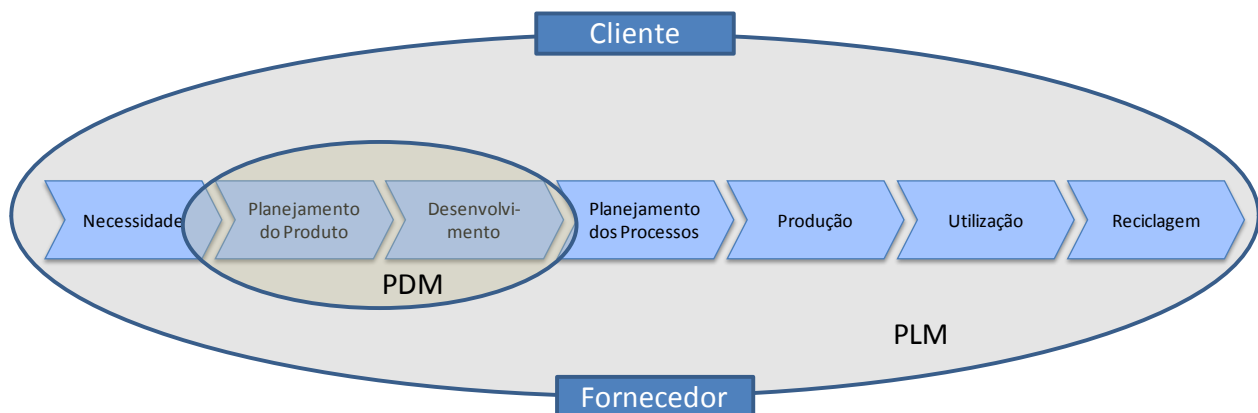 Cliente
Necessidade
Planejamento
do Produto
Desenvolvi-
mento
Planejamento
dos Processos
Produção
Utilização
Reciclagem
PDM
PLM
Fornecedor